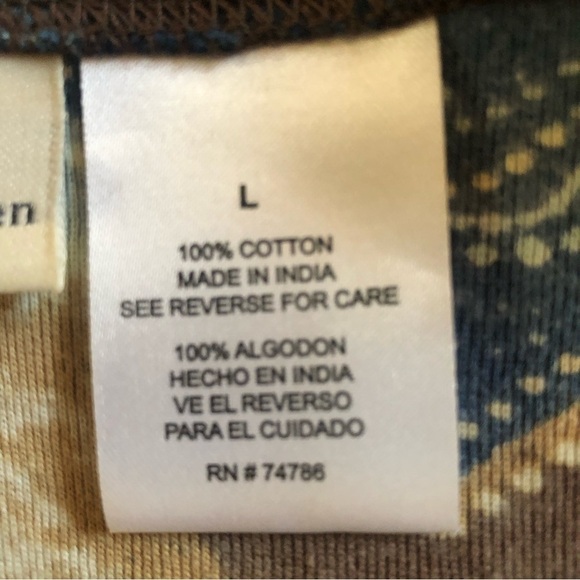 L
100% COTTON
MADE IN INDIA
SEE REVERSE FOR CARE
100% ALGODON
HECHO EN INDIA
VE EL REVERSO
PARA EL CUIDADO
RN # 74786
en